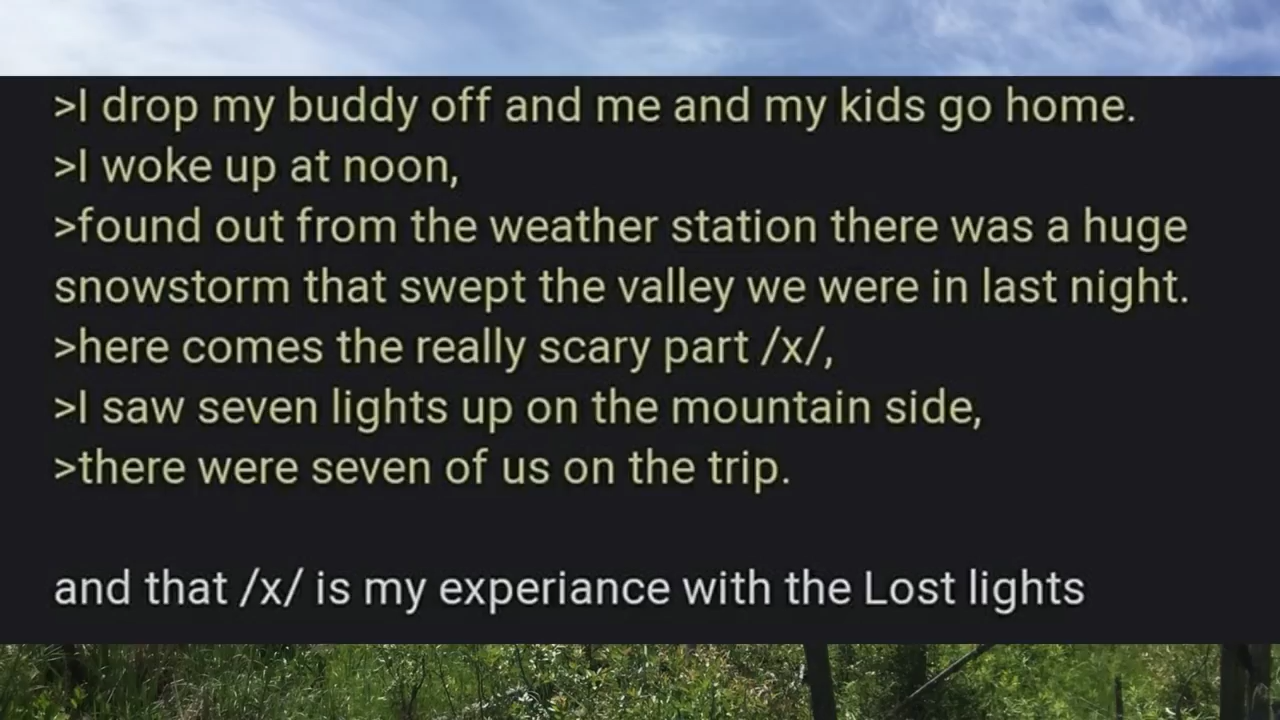 >I drop my buddy off and me and my kids go home.
>I woke up at noon,
>found out from the weather station there was a huge
snowstorm that swept the valley we were in last night.
>here comes the really scary part /x/,
>I saw seven lights up on the mountain side,
>there were seven of us on the trip.
and that /x/ is my experiance with the Lost lights